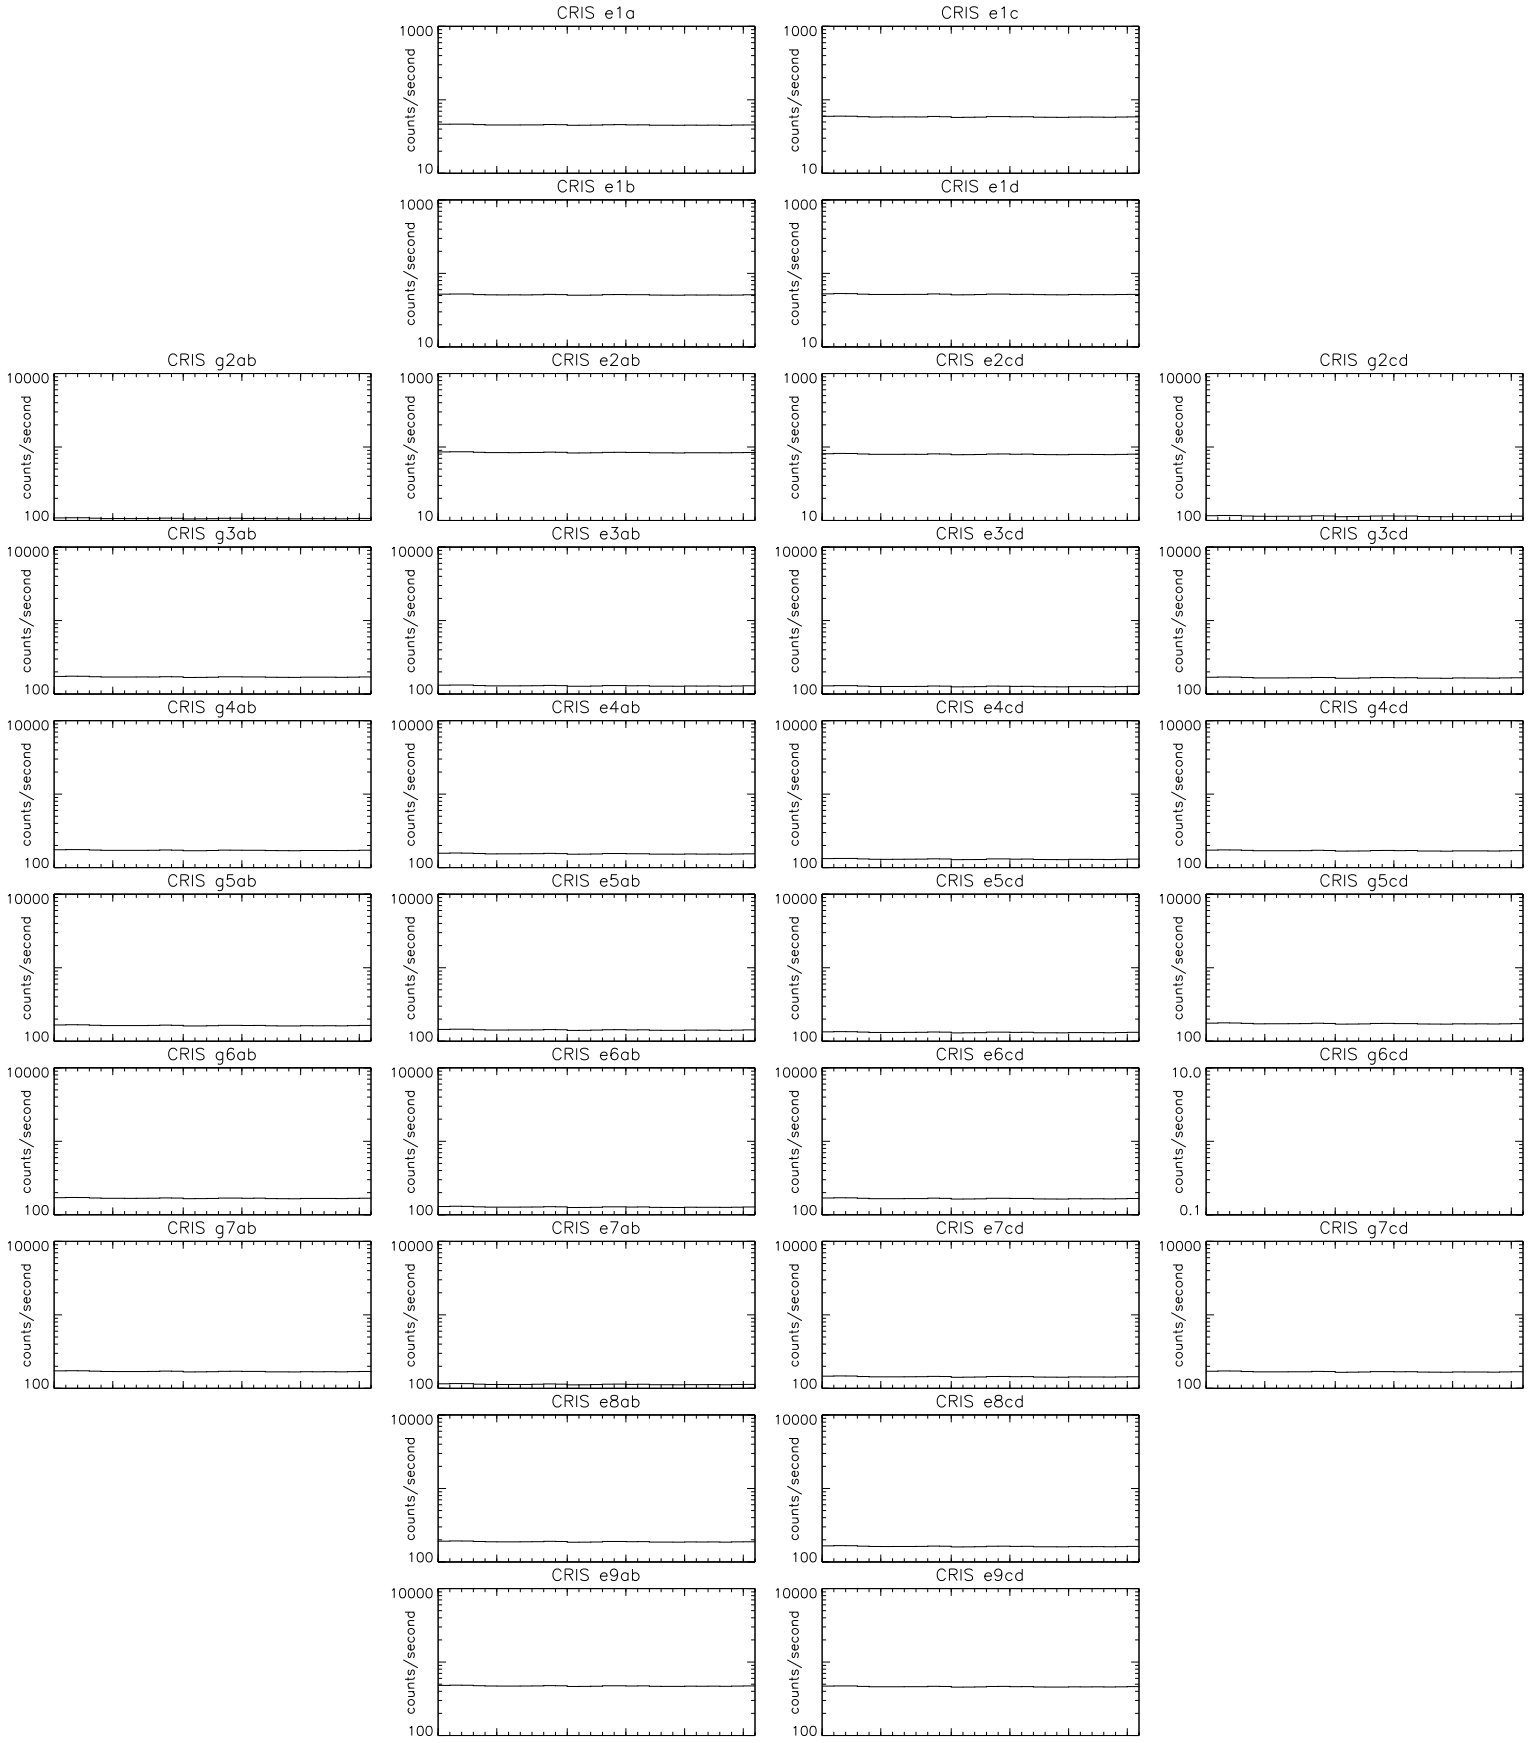 CRIS e1a
CRIS e1c
1000
counts/second
10
1000
counts/second
10
CRIS e1b
CRIS e1d
1000
counts/second
10
1000
counts/second
10
CRIS g2ab
CRIS e2ab
CRIS e2cd
CRIS g2cd
10000
counts/second
100
1000
counts/second
10
1000
counts/second
10
10000
counts/second
100
CRIS g3ab
CRIS e3ab
CRIS e3cd
CRIS g3cd
10000
counts/second
100
10000
counts/second
100
10000
counts/second
100
10000
counts/second
100
CRIS g4ab
CRIS e4ab
CRIS e4cd
CRIS g4cd
10000
counts/second
100
10000
counts/second
100
10000
counts/second
100
10000
counts/second
100
CRIS g5ab
CRIS e5ab
CRIS e5cd
CRIS g5cd
10000
counts/second
100
10000
counts/second
100
10000
counts/second
100
10000
counts/second
100
CRIS g6ab
CRIS e6ab
CRIS e6cd
CRIS g6cd
10000
counts/second
100
10000
counts/second
100
10000
counts/second
100
10.0
counts/second
0.1
CRIS g7ab
CRIS e7ab
CRIS e7cd
CRIS g7cd
10000
counts/second
100
10000
counts/second
100
10000
counts/second
100
10000
counts/second
100
CRIS e8ab
CRIS e8cd
10000
counts/second
100
10000
counts/second
100
CRIS e9ab
CRIS e9cd
10000
counts/second
100
10000
counts/second
100